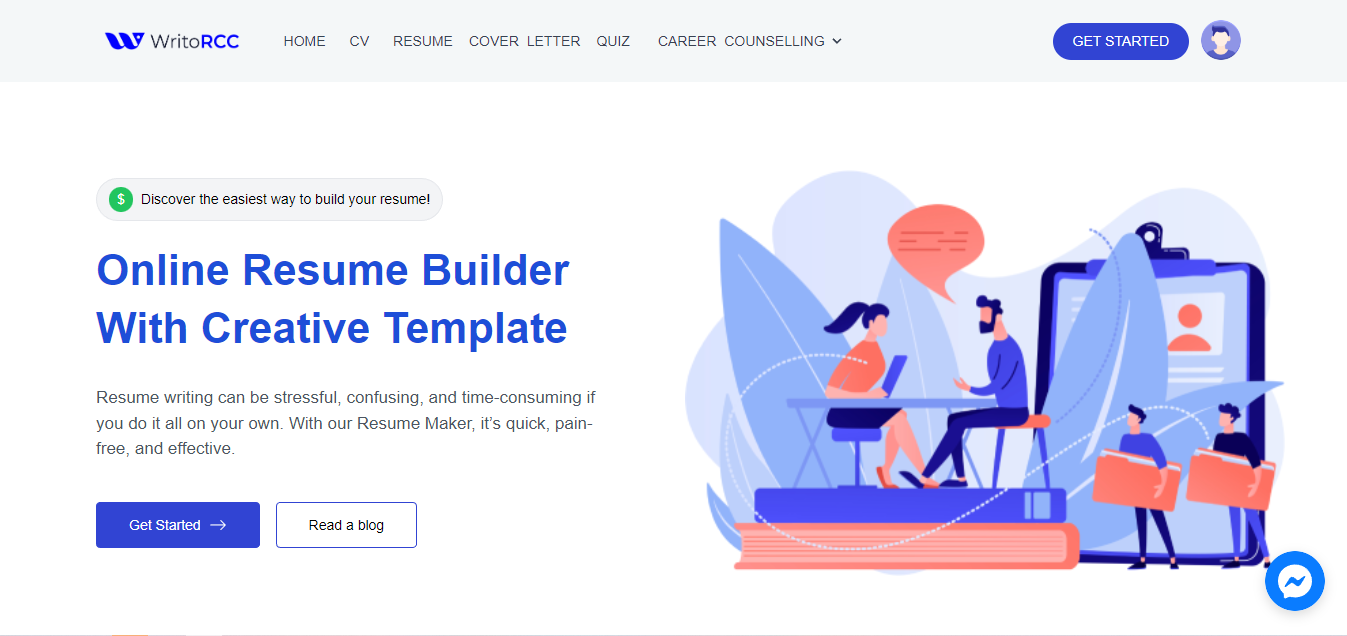 WritoRCC
HOME CV RESUME COVER LETTER QUIZ CAREER COUNSELLING
GET STARTED
$ Discover the easiest way to build your resume!
Online Resume Builder
With Creative Template
Resume writing can be stressful, confusing, and time-consuming if
you do it all on your own. With our Resume Maker, it’s quick, pain-
free, and effective.
Get Started
Read a blog